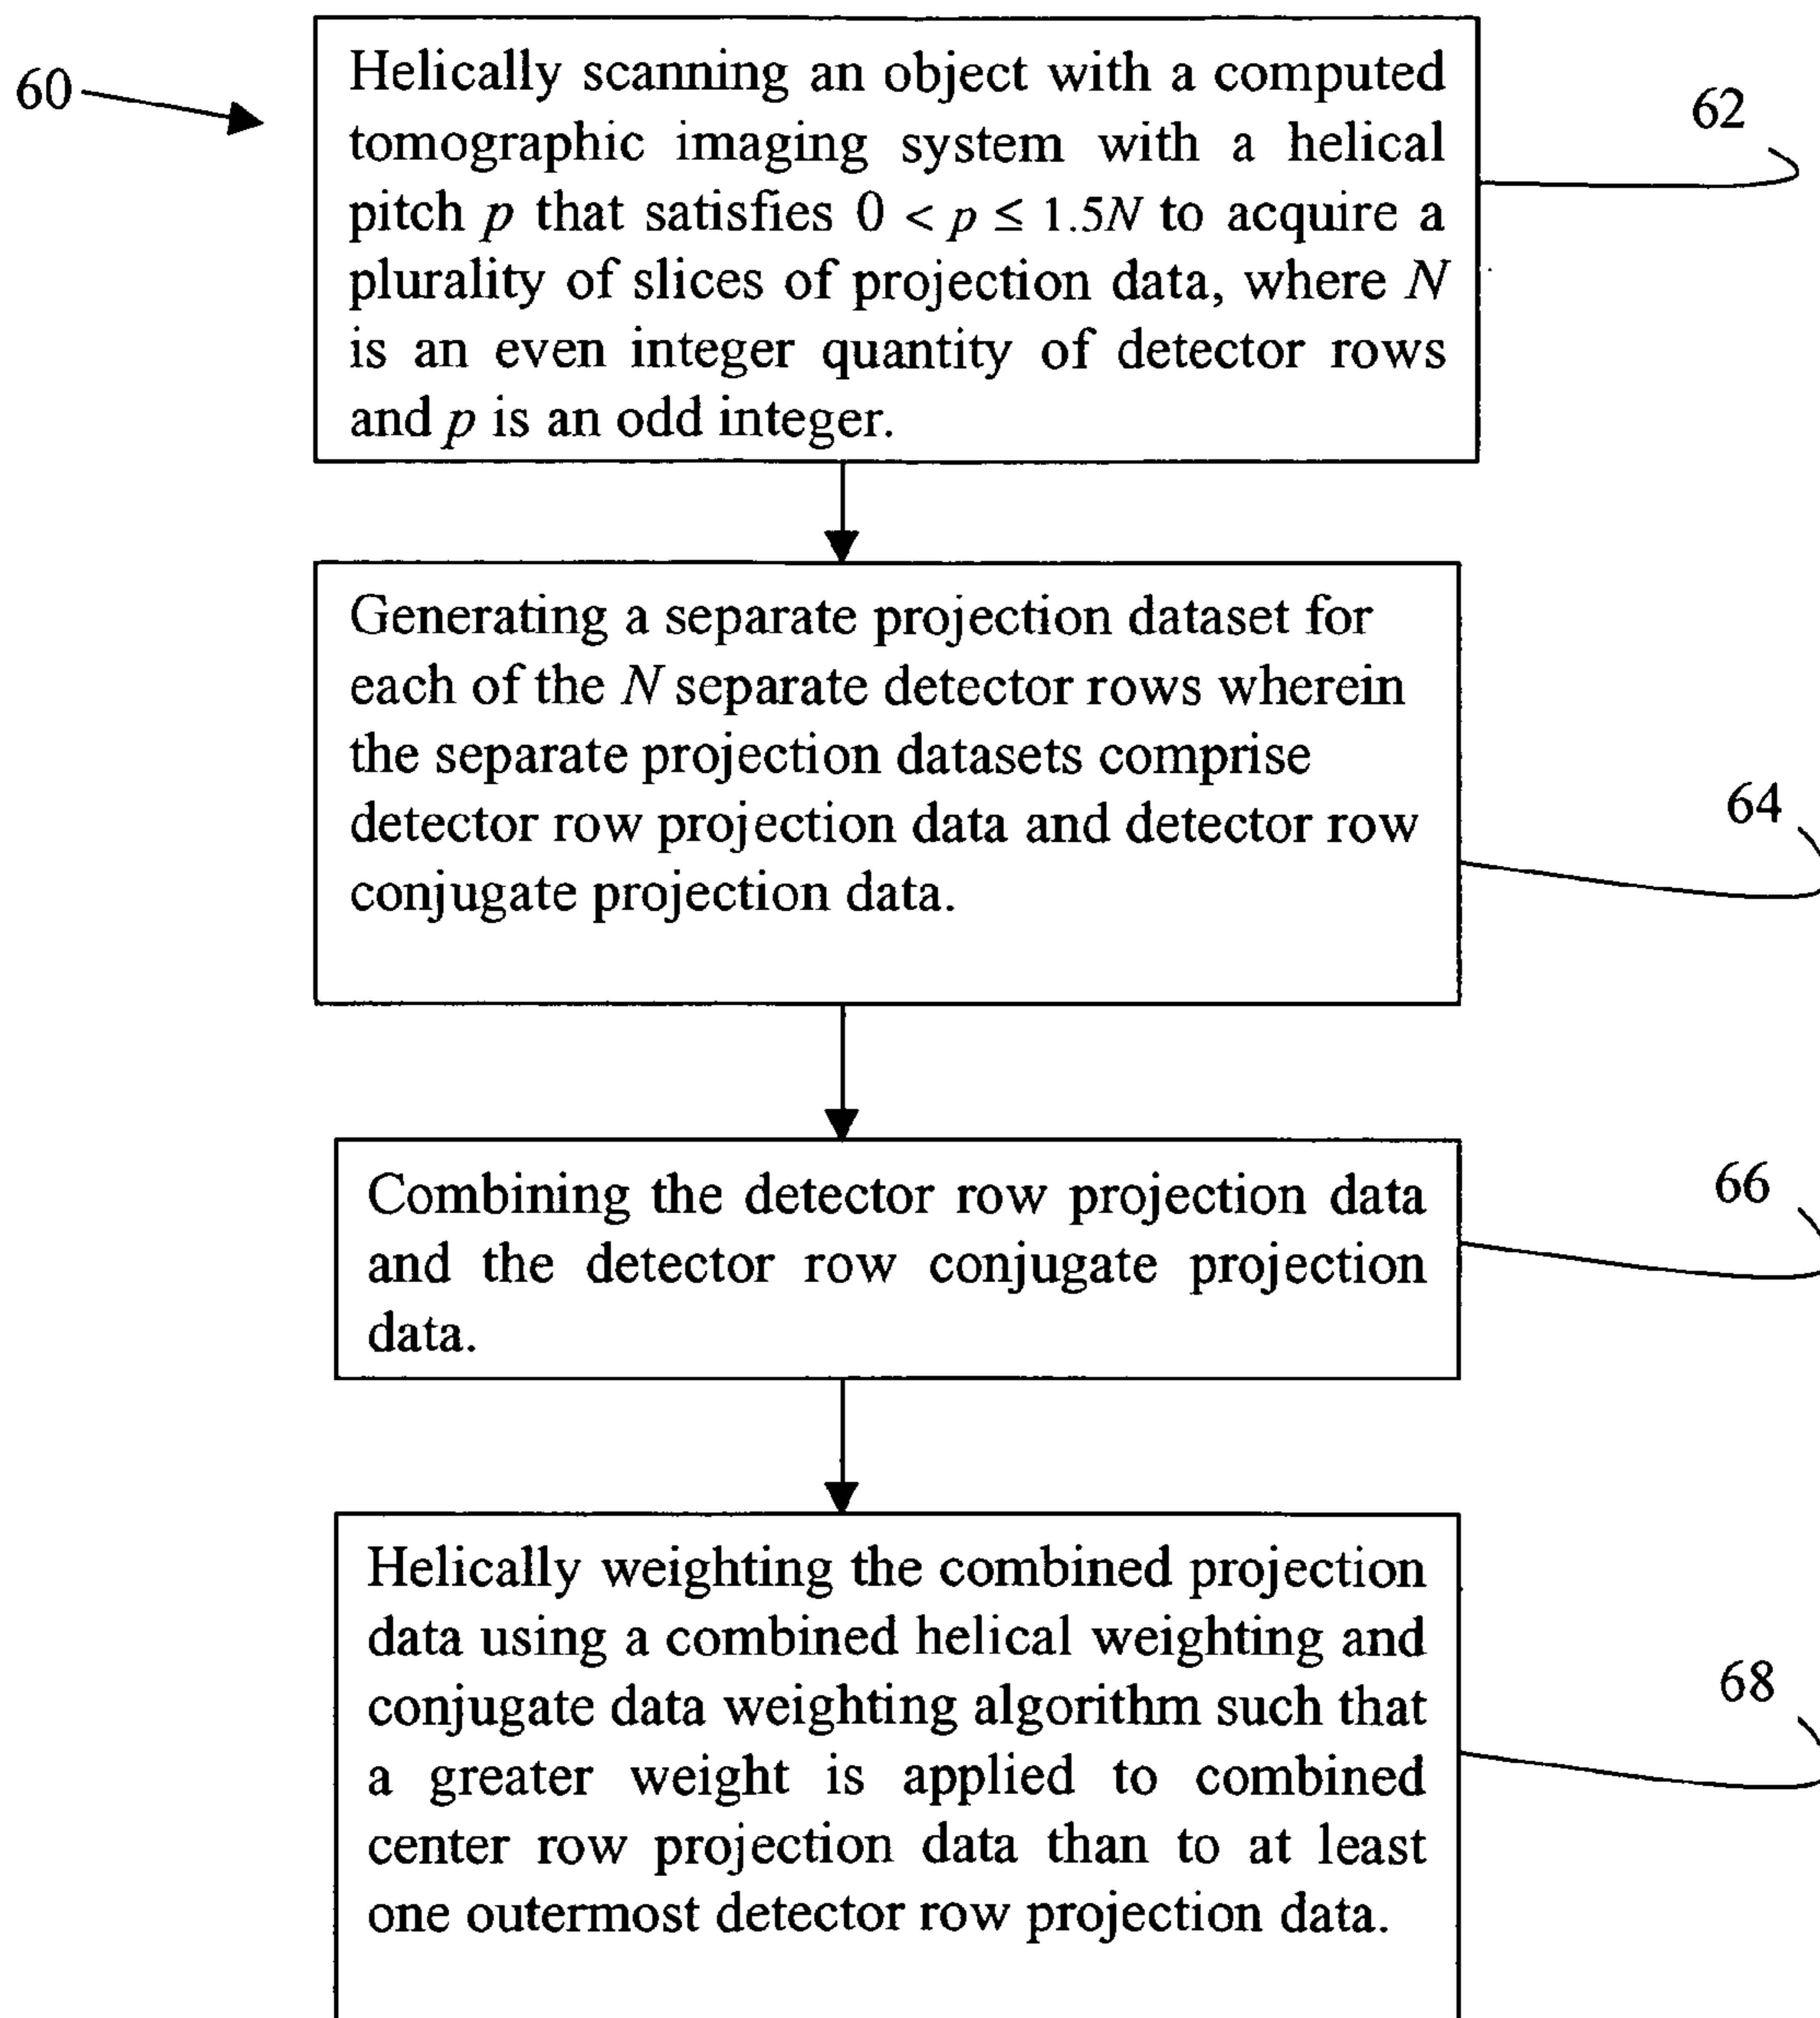 60
Helically scanning an object with a computed
tomographic imaging system with a helical
pitch p that satisfies 0 < p ≤ 1.5N to acquire a
plurality of slices of projection data, where N
is an even integer quantity of detector rows
and p is an odd integer.
62
Generating a separate projection dataset for
each of the N separate detector rows wherein
the separate projection datasets comprise
detector row projection data and detector row
conjugate projection data.
64
Combining the detector row projection data
and the detector row conjugate projection
data.
66
Helically weighting the combined projection
data using a combined helical weighting and
conjugate data weighting algorithm such that
a greater weight is applied to combined
center row projection data than to at least
one outermost detector row projection data.
68